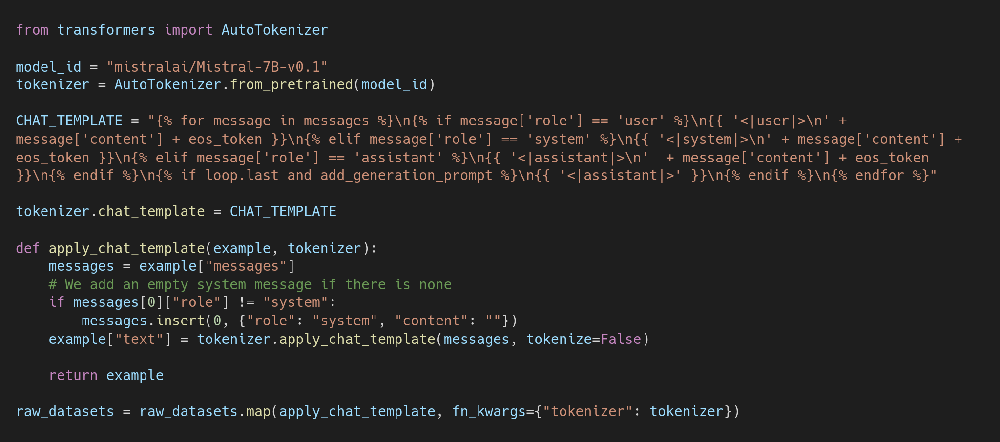 from transformers import AutoTokenizer
model_id = "mistralai/Mistral-7B-v0.1"
tokenizer = AutoTokenizer.from_pretrained(model_id)
CHAT_TEMPLATE = "{% for message in messages %}\n{% if message['role'] == 'user' %}\n{{ '<|user|>\n' +
message['content'] + eos_token }}\n{% elif message['role'] == 'system' %}\n{{ '<|system|>\n' + message['content'] +
eos_token }}\n{% elif message['role'] == 'assistant' %}\n{{ '<|assistant|>\n'  + message['content'] + eos_token
}}\n{% endif %}\n{% if loop.last and add_generation_prompt %}\n{{ '<|assistant|>' }}\n{% endif %}\n{% endfor %}"
tokenizer.chat_template = CHAT_TEMPLATE
def apply_chat_template(example, tokenizer):
    messages = example["messages"]
    # We add an empty system message if there is none
    if messages[0]["role"] != "system":
        messages.insert(0, {"role": "system", "content": ""})
    example["text"] = tokenizer.apply_chat_template(messages, tokenize=False)
    return example
raw_datasets = raw_datasets.map(apply_chat_template, fn_kwargs={"tokenizer": tokenizer})